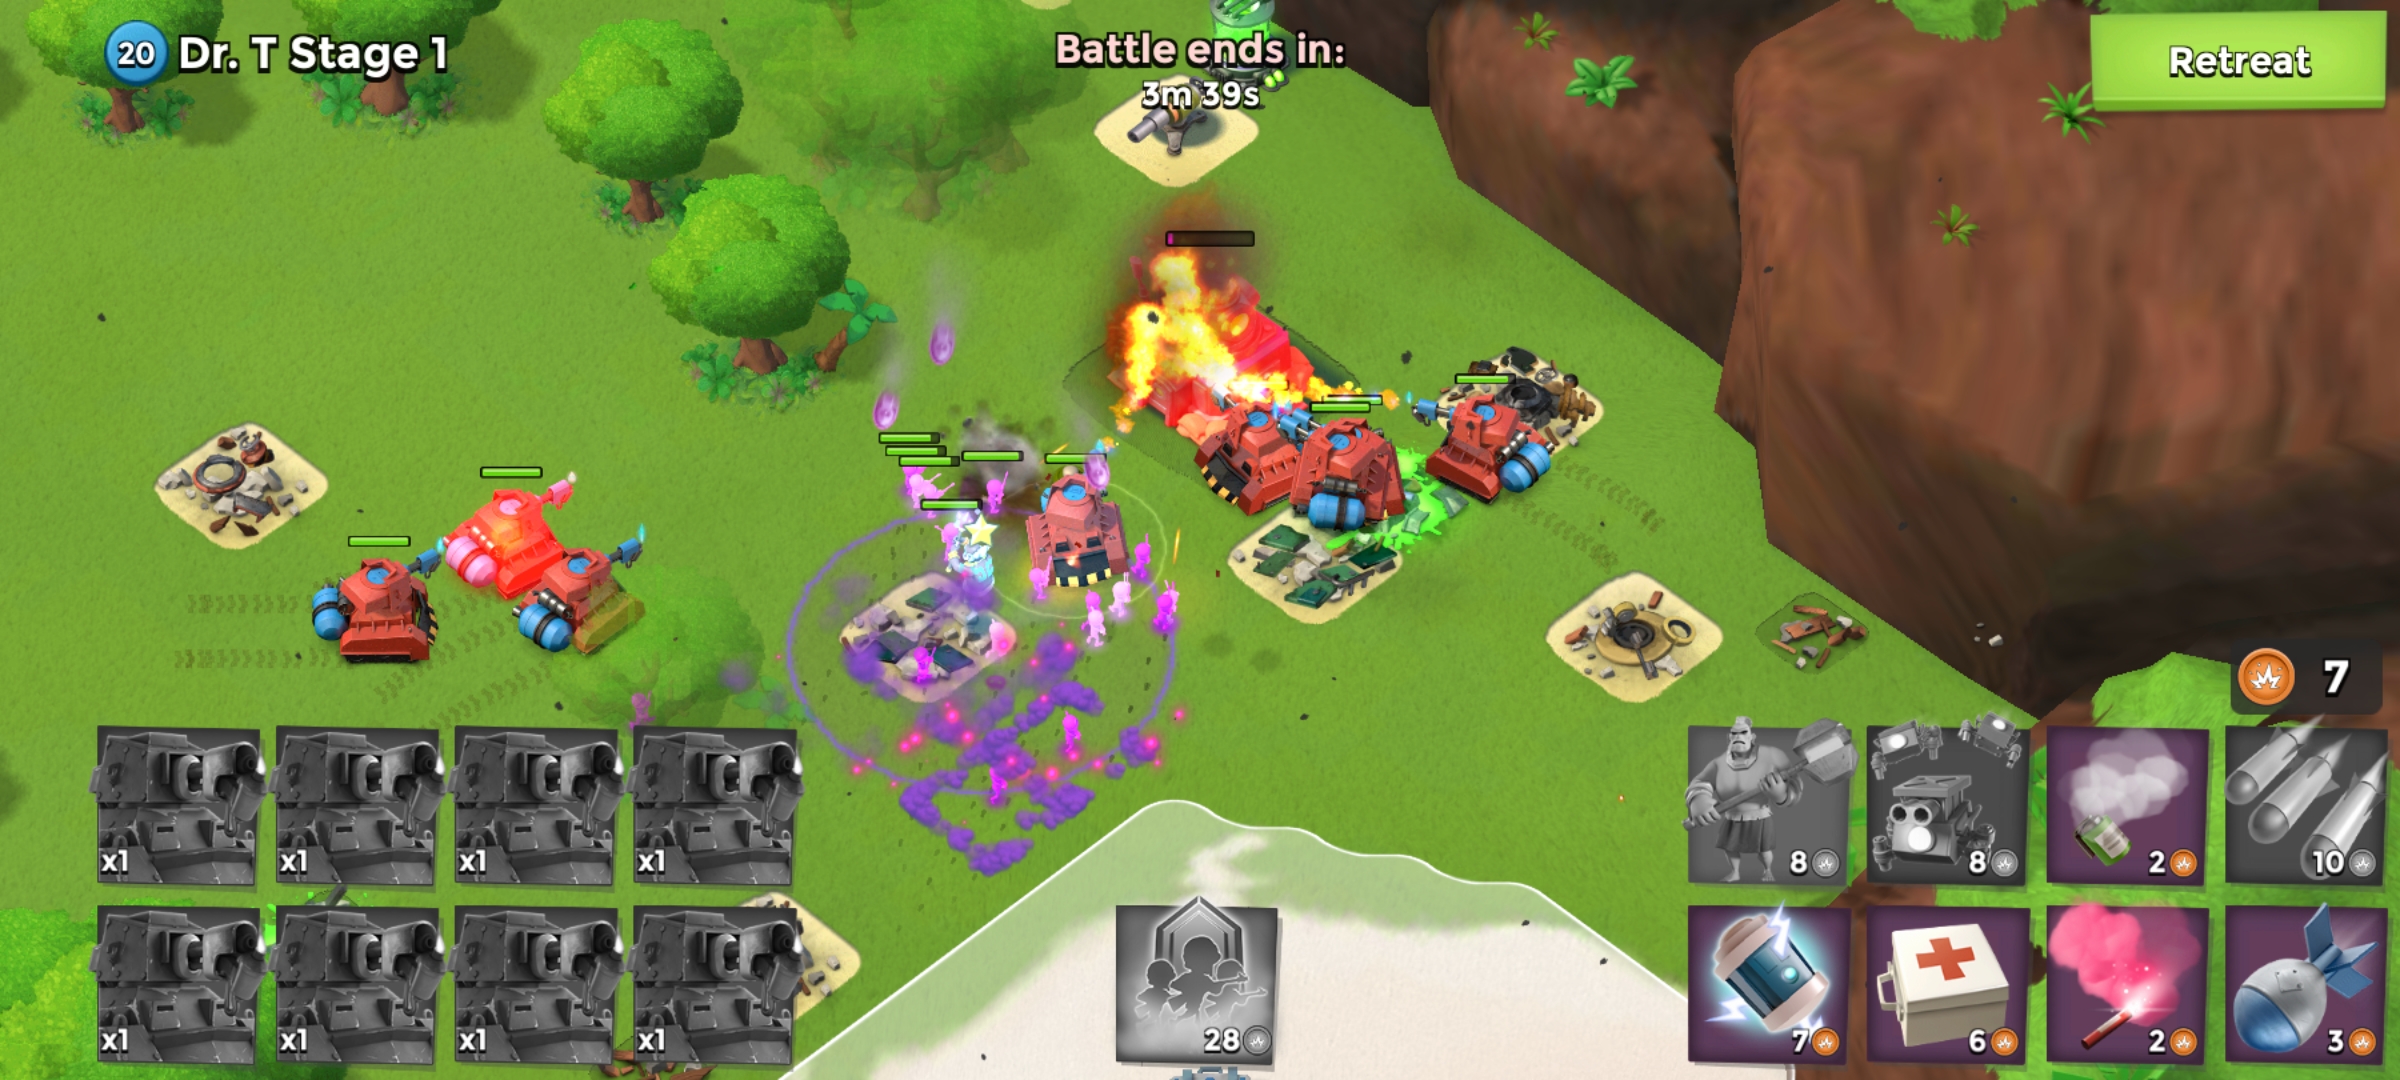 20 Dr. T Stage 1
Battle ends in:
3m 39s
Retreat
7
x1 x1 x1 x1
8 8 2 10
x1 x1 x1 x1
28
7 6 2 3